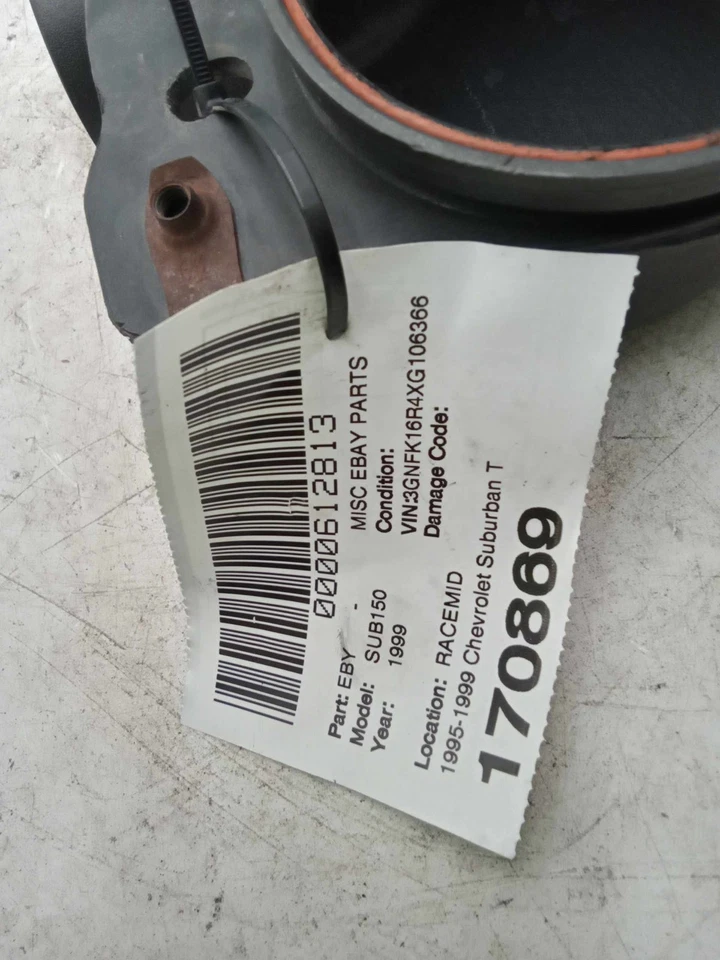 0000612813
Part: EBY - MISC EBAY PARTS
Model: SUB150 Condition:
Year: 1999 VIN:3GNFK16R4XG106366
Damage Code:
Location: RACEMID
1995-1999 Chevrolet Suburban T
170869